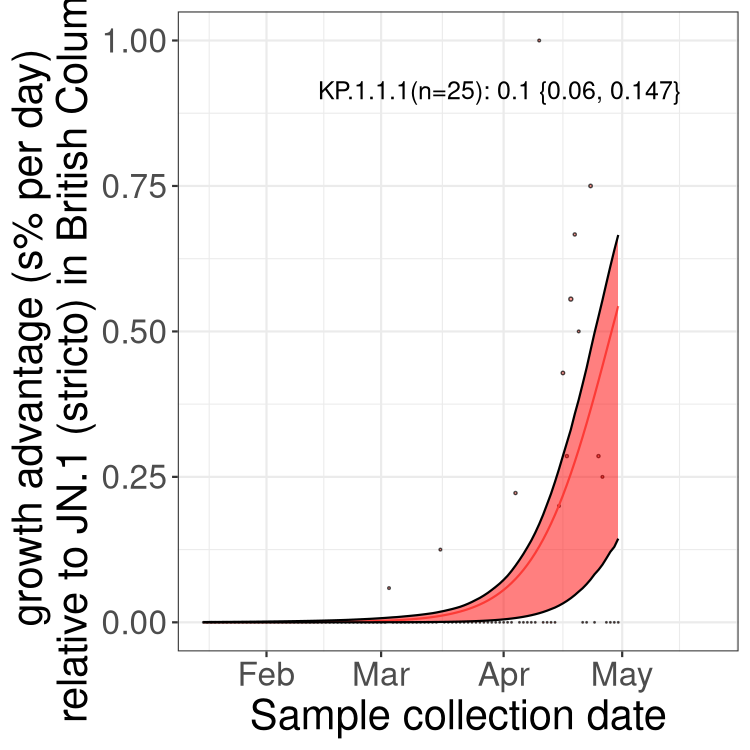 growth advantage (s% per day)
relative to JN.1 (stricto) in British Colum
1.00
0.75
0.50
0.25
0.00
KP.1.1.1(n=25): 0.1 {0.06, 0.147}
Feb Mar Apr May
Sample collection date